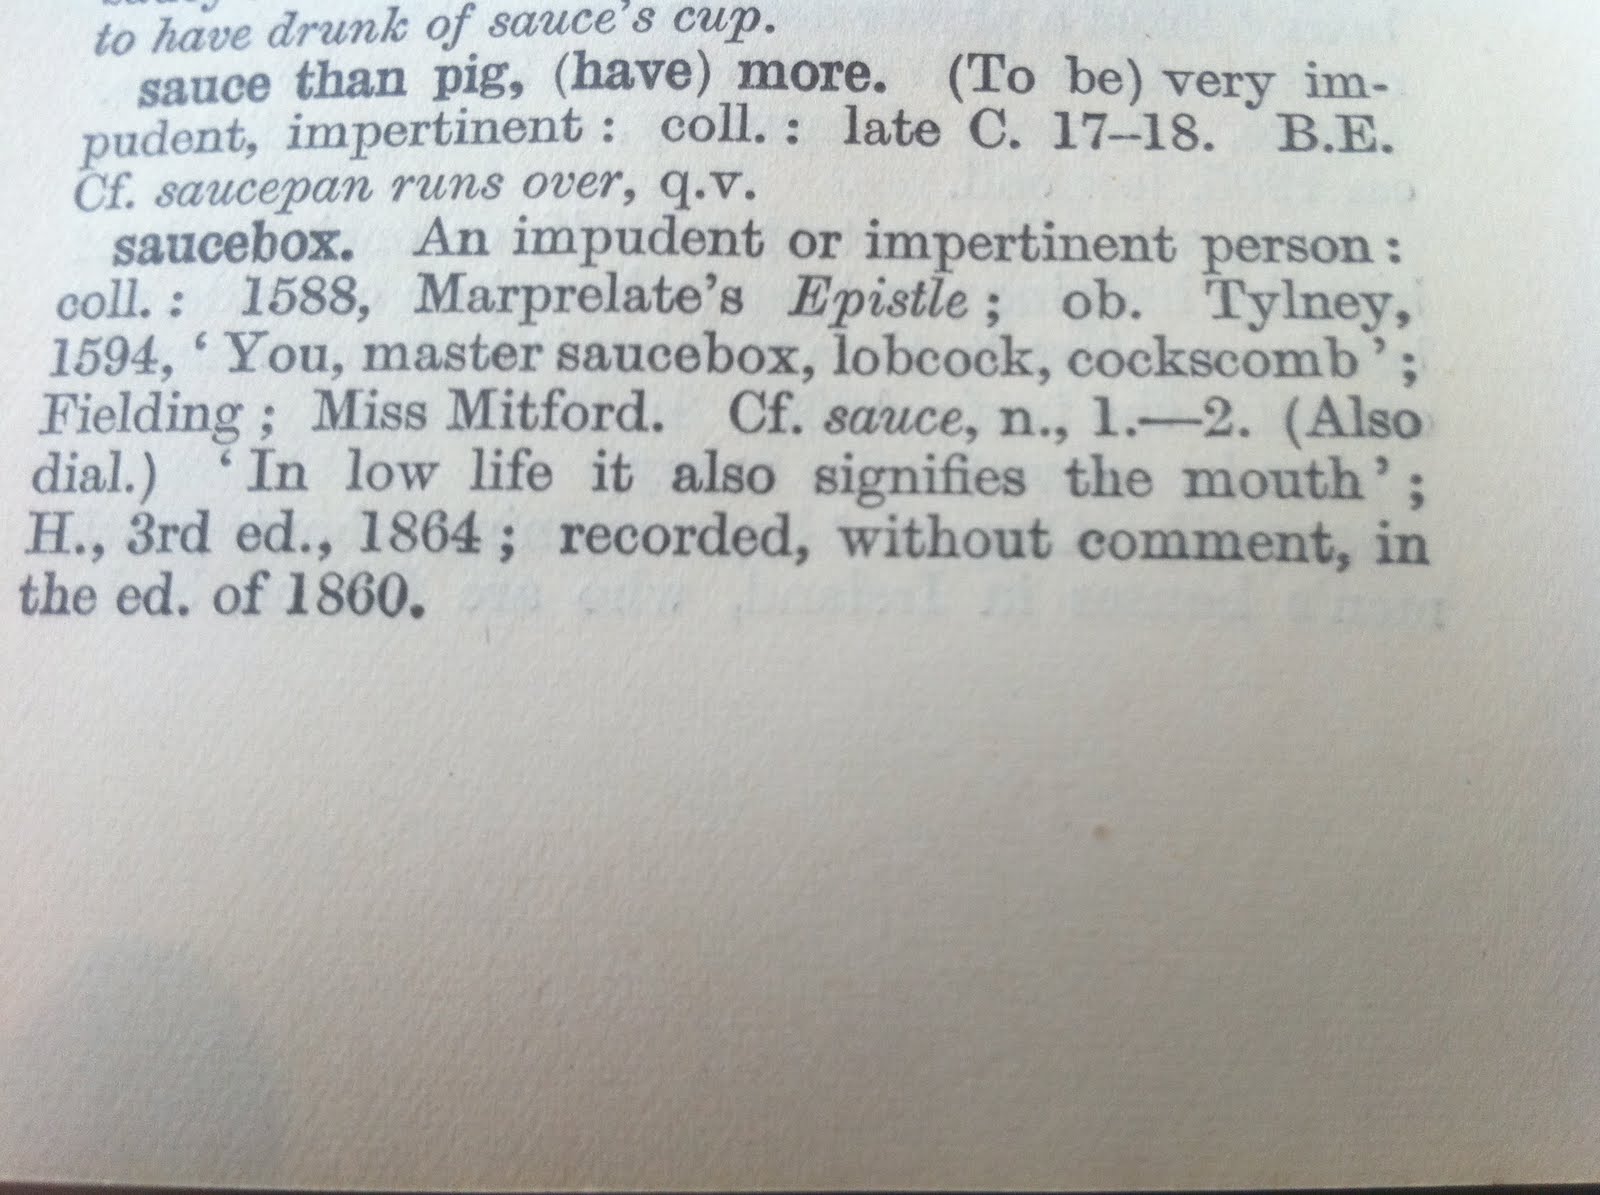 to have drunk of sauce's cup.
sauce than pig, (have) more. (To be) very im-
pudent, impertinent : coll. : late C. 17–18. B.E.
Cf. saucepan runs over, q.v.
saucebox. An impudent or impertinent person :
coll. : 1588, Marprelate's Epistle ; ob. Tylney,
1594, ' You, master saucebox, lobcock, cockscomb ' ;
Fielding ; Miss Mitford. Cf. sauce, n., 1.—2. (Also
dial.) ' In low life it also signifies the mouth ' ;
H., 3rd ed., 1864 ; recorded, without comment, in
the ed. of 1860.